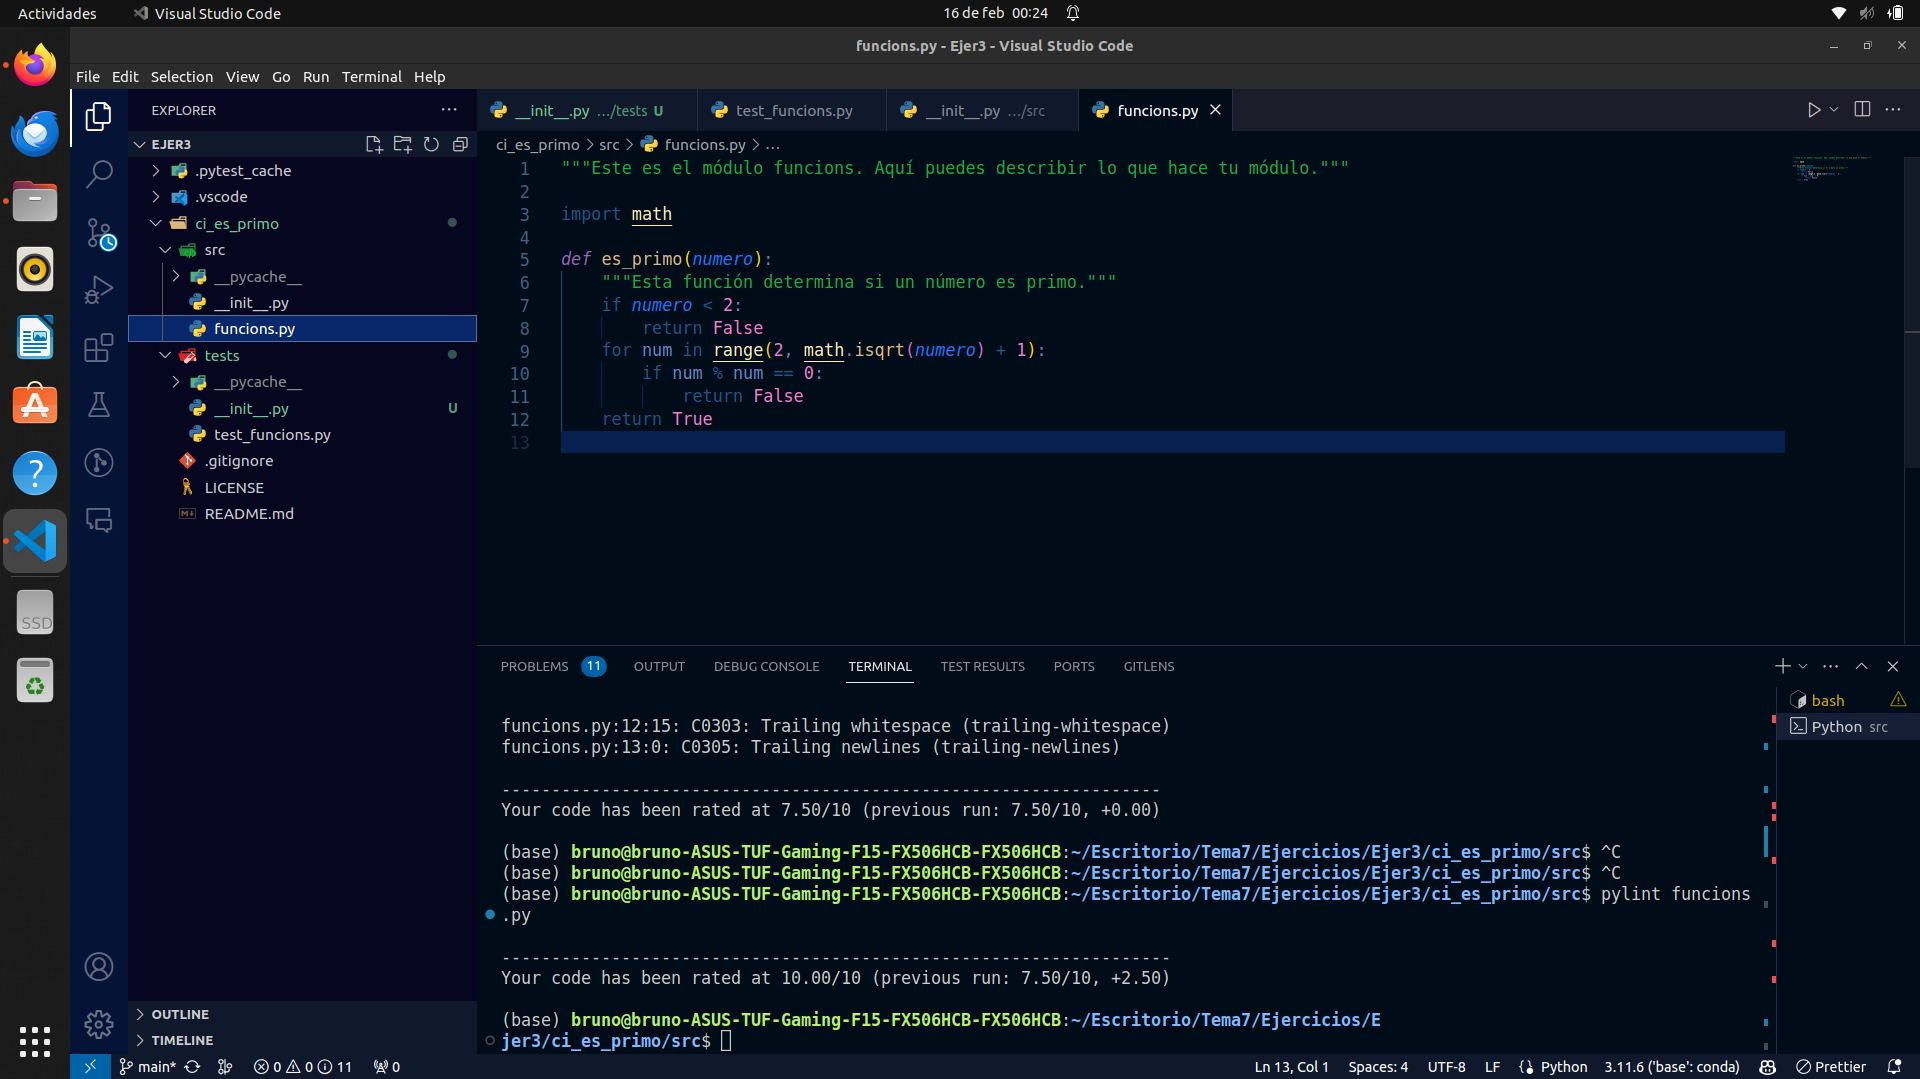 Actividades
Visual Studio Code
16 de feb 00:24
funcions.py - Ejer3 - Visual Studio Code
File Edit Selection View Go Run Terminal Help
EXPLORER
__init__.py …/tests U
test_funcions.py
__init__.py …/src
funcions.py
EJER3
.pytest_cache
.vscode
ci_es_primo
src
__pycache__
__init__.py
funcions.py
tests
__pycache__
__init__.py U
test_funcions.py
.gitignore
LICENSE
README.md
OUTLINE
TIMELINE
SSD
ci_es_primo > src > funcions.py > …
1 """Este es el módulo funcions. Aquí puedes describir lo que hace tu módulo."""
2
3 import math
4
5 def es_primo(numero):
6 """Esta función determina si un número es primo."""
7 if numero < 2:
8 return False
9 for num in range(2, math.isqrt(numero) + 1):
10 if num % num == 0:
11 return False
12 return True
13
PROBLEMS 11 OUTPUT DEBUG CONSOLE TERMINAL TEST RESULTS PORTS GITLENS
bash
Python src
funcions.py:12:15: C0303: Trailing whitespace (trailing-whitespace)
funcions.py:13:0: C0305: Trailing newlines (trailing-newlines)
------------------------------------------------------------------
Your code has been rated at 7.50/10 (previous run: 7.50/10, +0.00)
(base) bruno@bruno-ASUS-TUF-Gaming-F15-FX506HCB-FX506HCB:~/Escritorio/Tema7/Ejercicios/Ejer3/ci_es_primo/src$ ^C
(base) bruno@bruno-ASUS-TUF-Gaming-F15-FX506HCB-FX506HCB:~/Escritorio/Tema7/Ejercicios/Ejer3/ci_es_primo/src$ ^C
(base) bruno@bruno-ASUS-TUF-Gaming-F15-FX506HCB-FX506HCB:~/Escritorio/Tema7/Ejercicios/Ejer3/ci_es_primo/src$ pylint funcions
.py
-------------------------------------------------------------------
Your code has been rated at 10.00/10 (previous run: 7.50/10, +2.50)
(base) bruno@bruno-ASUS-TUF-Gaming-F15-FX506HCB-FX506HCB:~/Escritorio/Tema7/Ejercicios/E
jer3/ci_es_primo/src$
main* 0 0 11 0
Ln 13, Col 1 Spaces: 4 UTF-8 LF Python 3.11.6 ('base': conda) Prettier